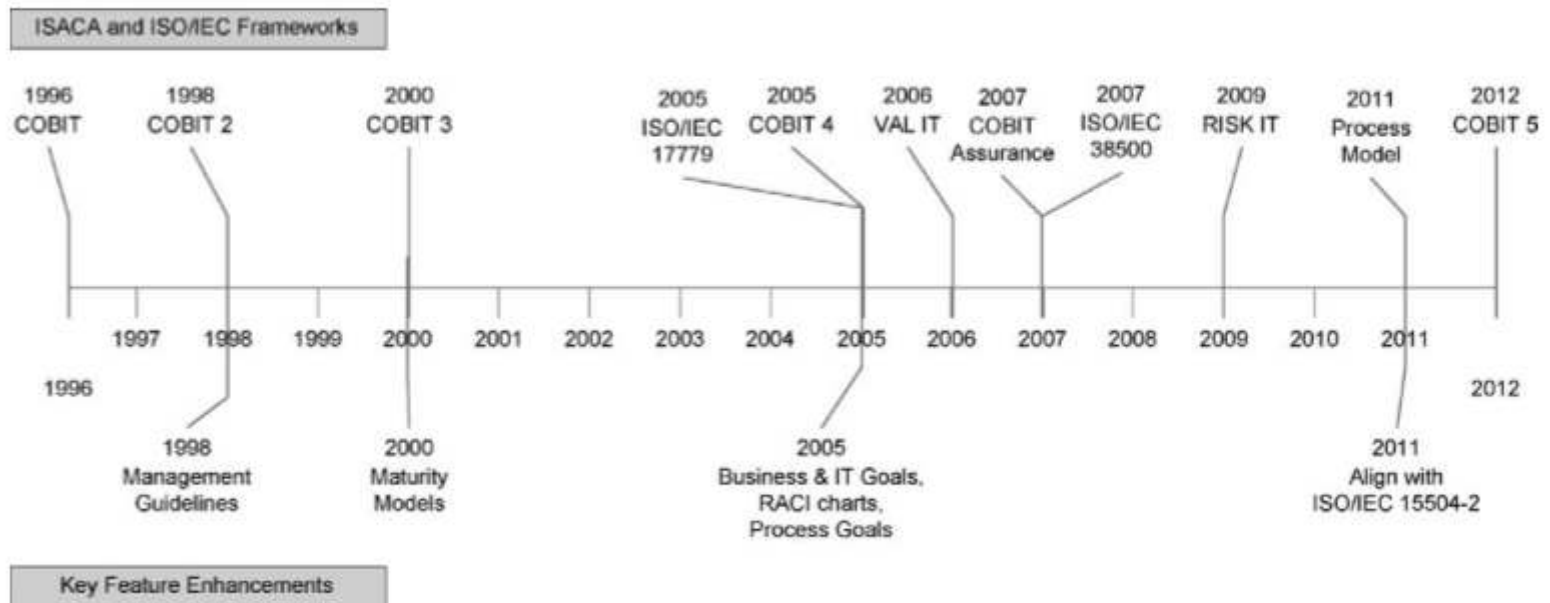 ISACA and ISO/IEC Frameworks
1996
COBIT
1998
COBIT 2
2000
COBIT 3
2005
ISO/IEC
17779
2005
COBIT 4
2006
VAL IT
2007
COBIT
Assurance
2007
ISO/IEC
38500
2009
RISK IT
2011
Process
Model
2012
COBIT 5
1997 1998 1999 2000 2001 2002 2003 2004 2005 2006 2007 2008 2009 2010 2011
1996 2012
1998
Management
Guidelines
2000
Maturity
Models
2005
Business & IT Goals,
RACI charts,
Process Goals
2011
Align with
ISO/IEC 15504-2
Key Feature Enhancements